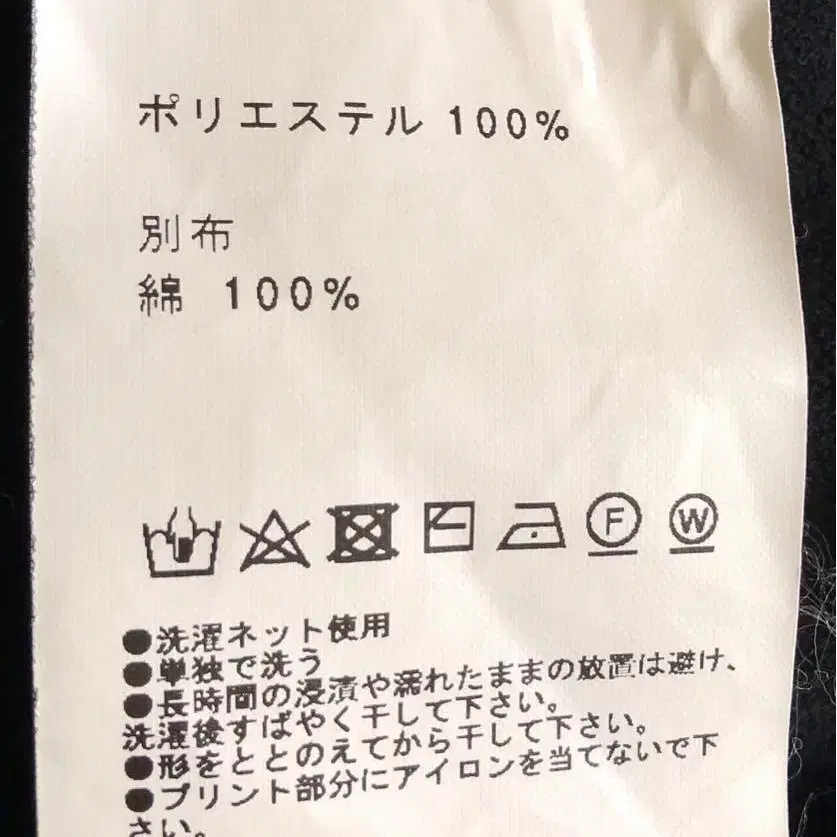 ポリエステル 100%
別布
綿 100%
F W
●洗濯ネット使用
●単独で洗う
●長時間の浸漬や濡れたままの放置は避け、
洗濯後すばやく干して下さい。
●形をととのえてから干して下さい。
●プリント部分にアイロンを当てないで下
さい。